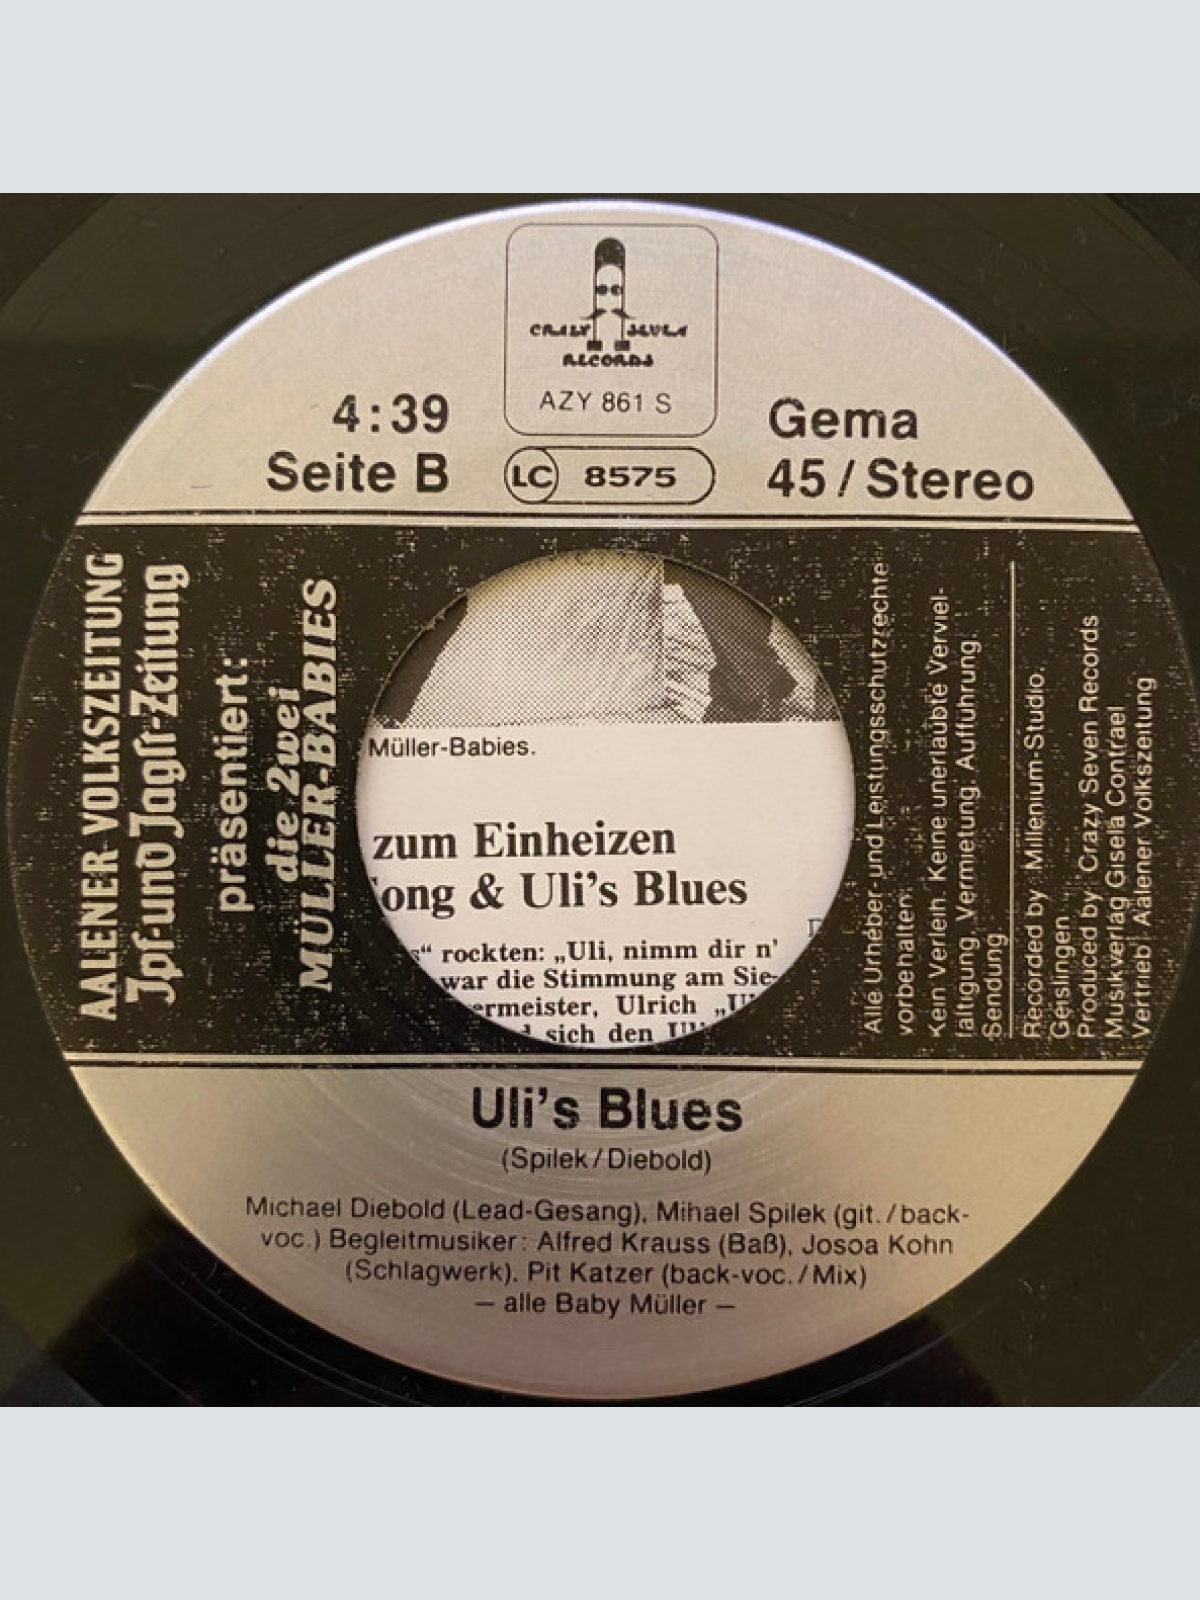 CRAZY SEVEN
RECORDS
AZY 861 S
4:39
Seite B
LC 8575
Gema
45 / Stereo
AALENER VOLKSZEITUNG
Ipf- und Jagst-Zeitung
präsentiert:
die 2wei
MÜLLER-BABIES
Müller-Babies.
zum Einheizen
ong & Uli's Blues
“ rockten: „Uli, nimm dir n'
war die Stimmung am Sie-
ermeister, Ulrich
sich den
Alle Urheber- und Leistungsschutzrechte
vorbehalten.
Kein Verleih. Keine unerlaubte Verviel-
fältigung, Vermietung, Aufführung,
Sendung
Recorded by Millenium-Studio.
Geislingen
Produced by Crazy Seven Records
Musikverlag Gisela Contrael
Vertrieb: Aalener Volkszeitung
Uli's Blues
(Spilek / Diebold)
Michael Diebold (Lead-Gesang), Mihael Spilek (git. / back-
voc.) Begleitmusiker: Alfred Krauss (Baß), Josoa Kohn
(Schlagwerk), Pit Katzer (back-voc. / Mix)
– alle Baby Müller –